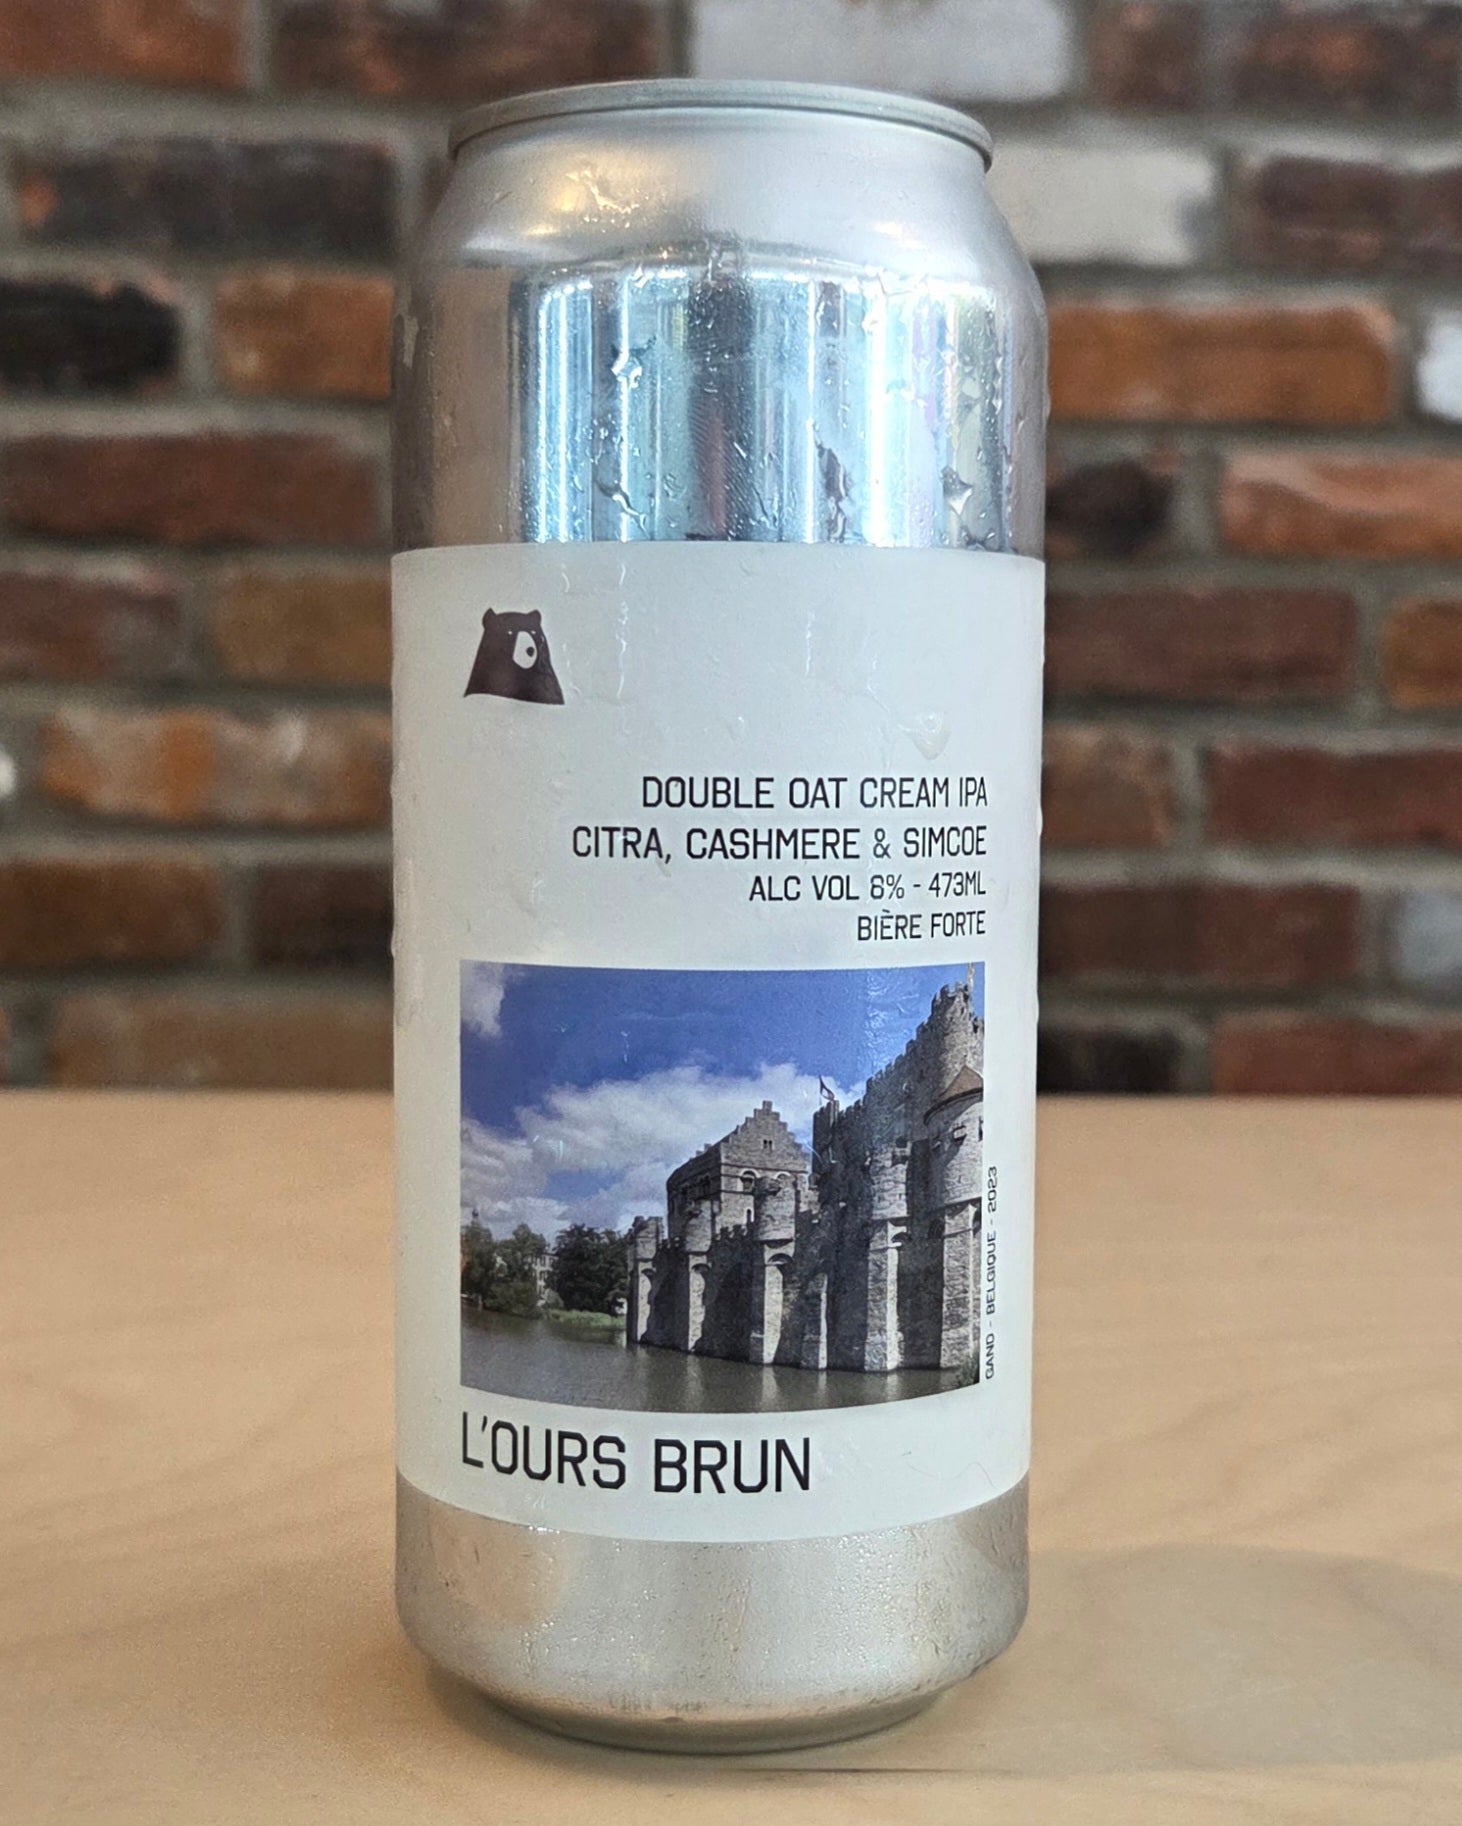 DOUBLE OAT CREAM IPA
CITRA, CASHMERE & SIMCOE
ALC VOL 8% - 473ML
BIÈRE FORTE
GAND - BELGIQUE - 2023
L'OURS BRUN